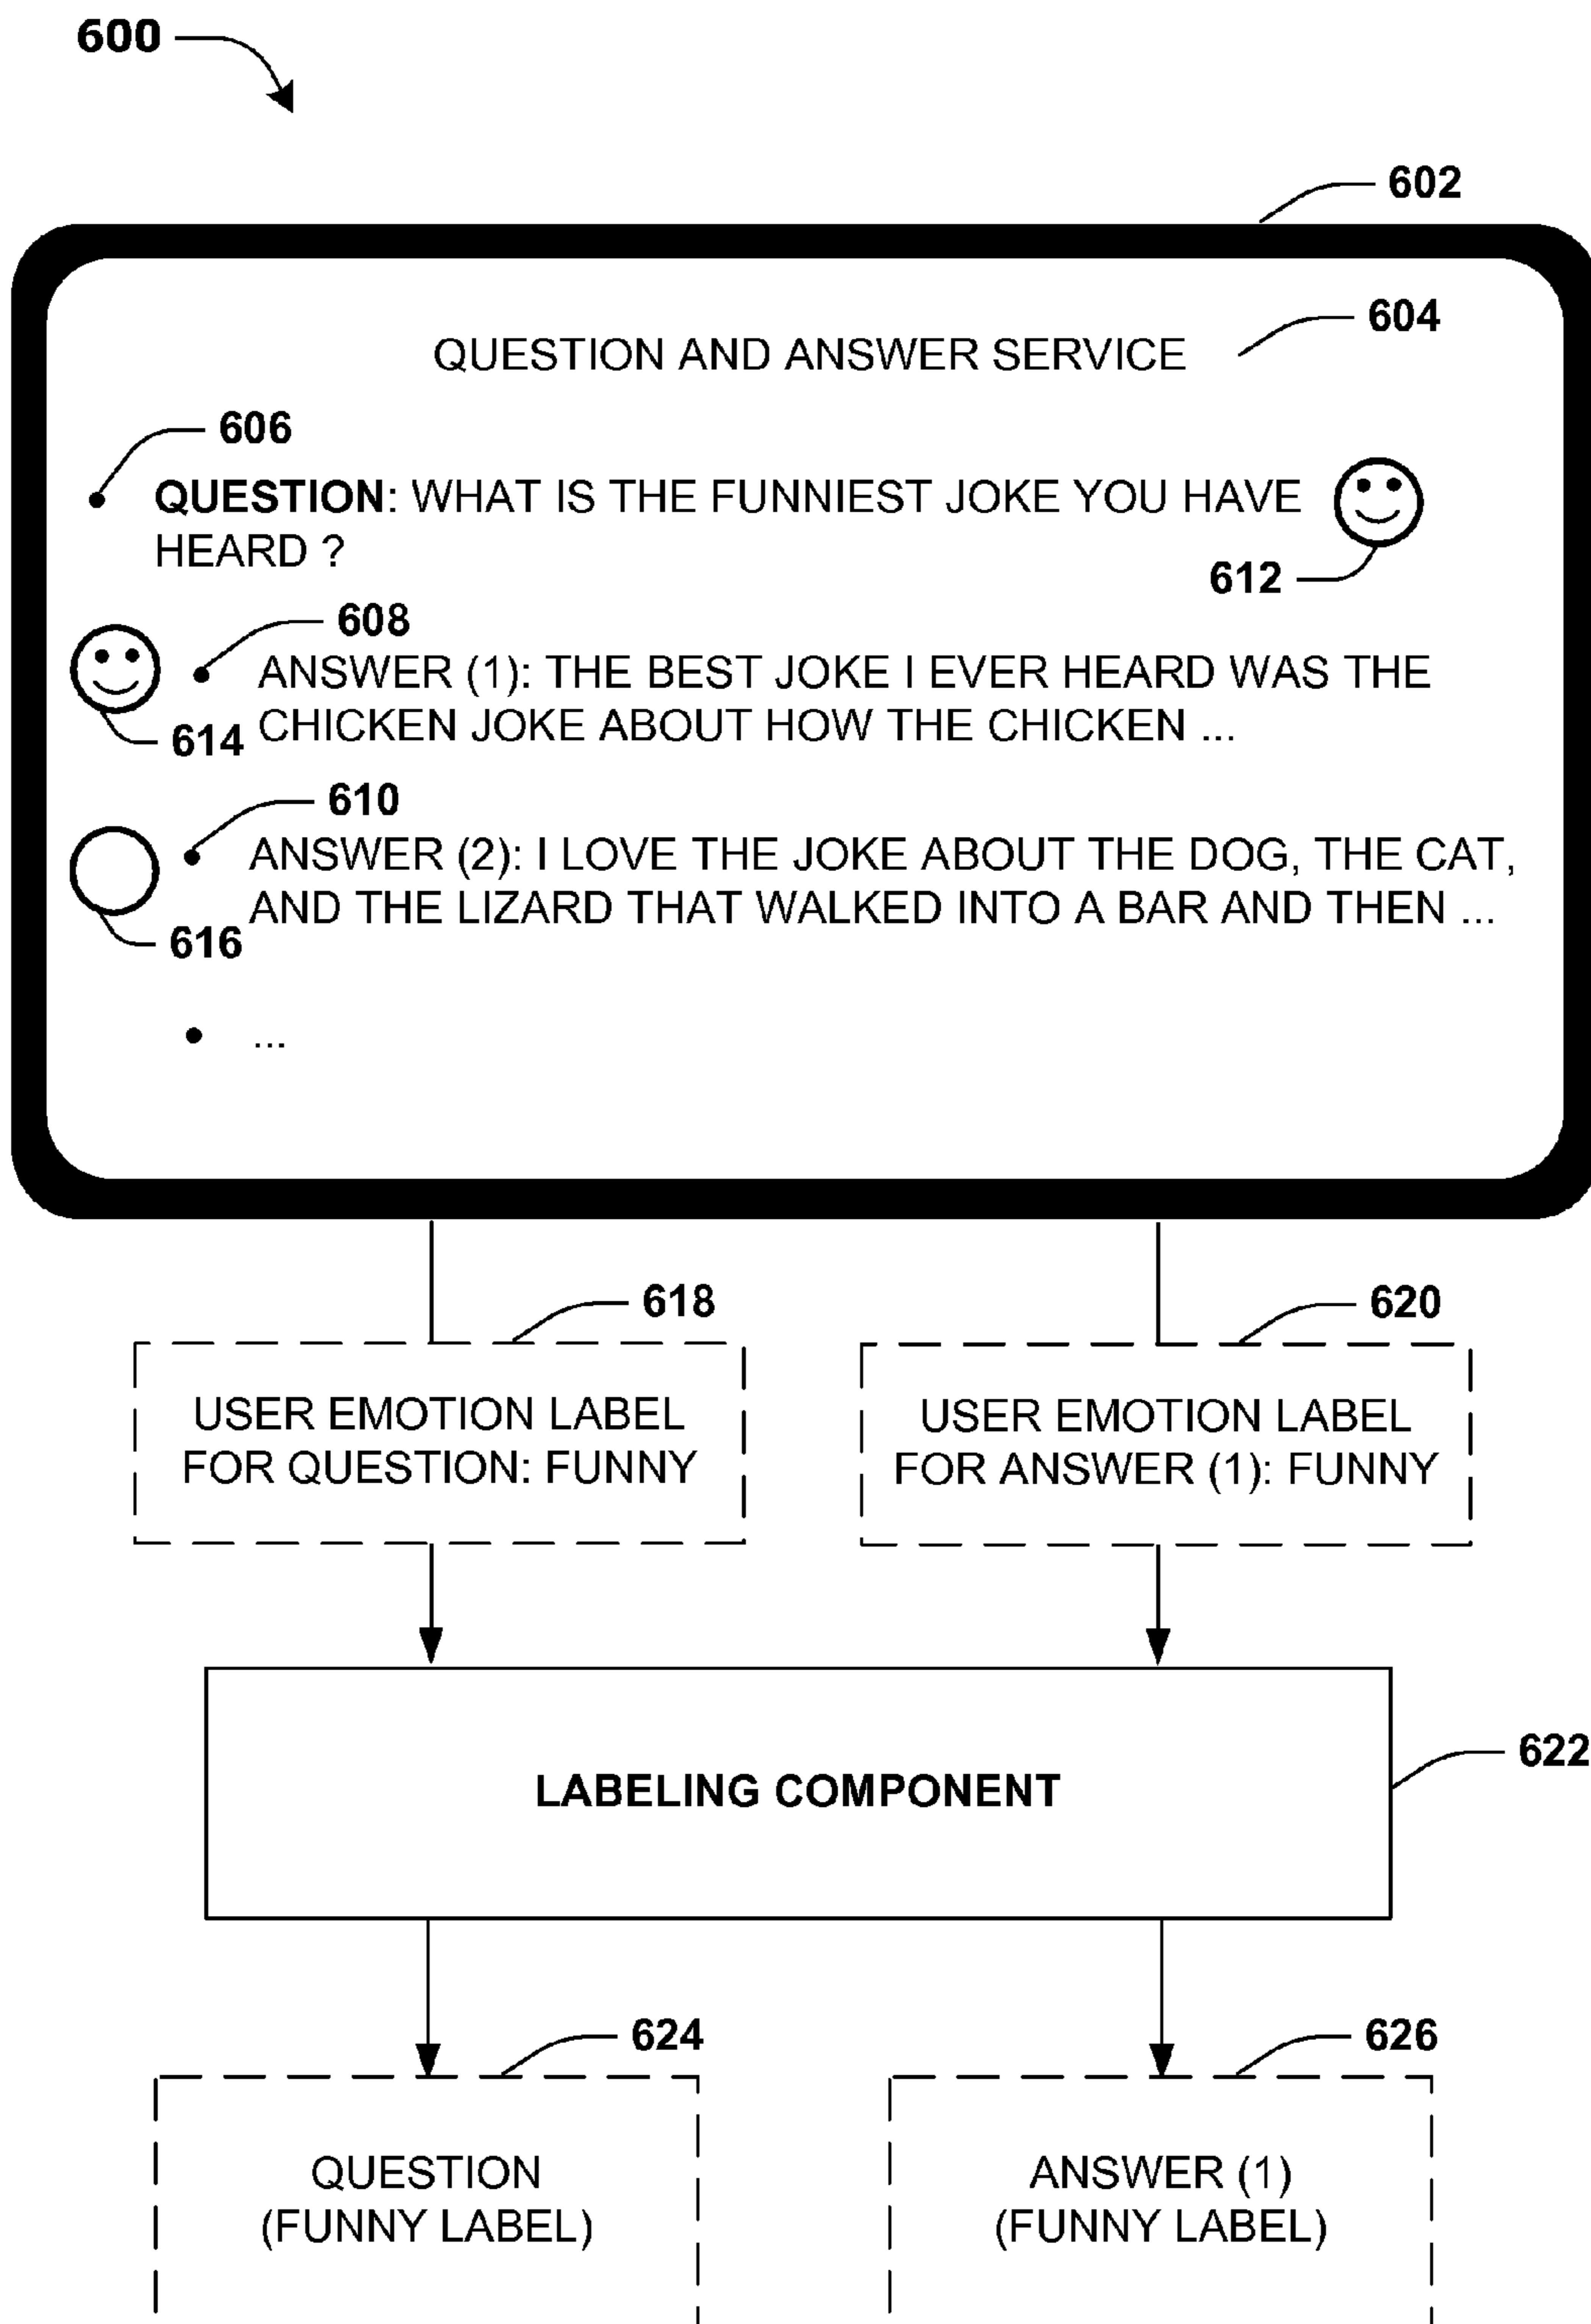 600
602
604
QUESTION AND ANSWER SERVICE
606
QUESTION: WHAT IS THE FUNNIEST JOKE YOU HAVE
HEARD ?
612
608
ANSWER (1): THE BEST JOKE I EVER HEARD WAS THE
614 CHICKEN JOKE ABOUT HOW THE CHICKEN ...
610
ANSWER (2): I LOVE THE JOKE ABOUT THE DOG, THE CAT,
AND THE LIZARD THAT WALKED INTO A BAR AND THEN ...
616
...
618
620
USER EMOTION LABEL
FOR QUESTION: FUNNY
USER EMOTION LABEL
FOR ANSWER (1): FUNNY
622
LABELING COMPONENT
624
626
QUESTION
(FUNNY LABEL)
ANSWER (1)
(FUNNY LABEL)